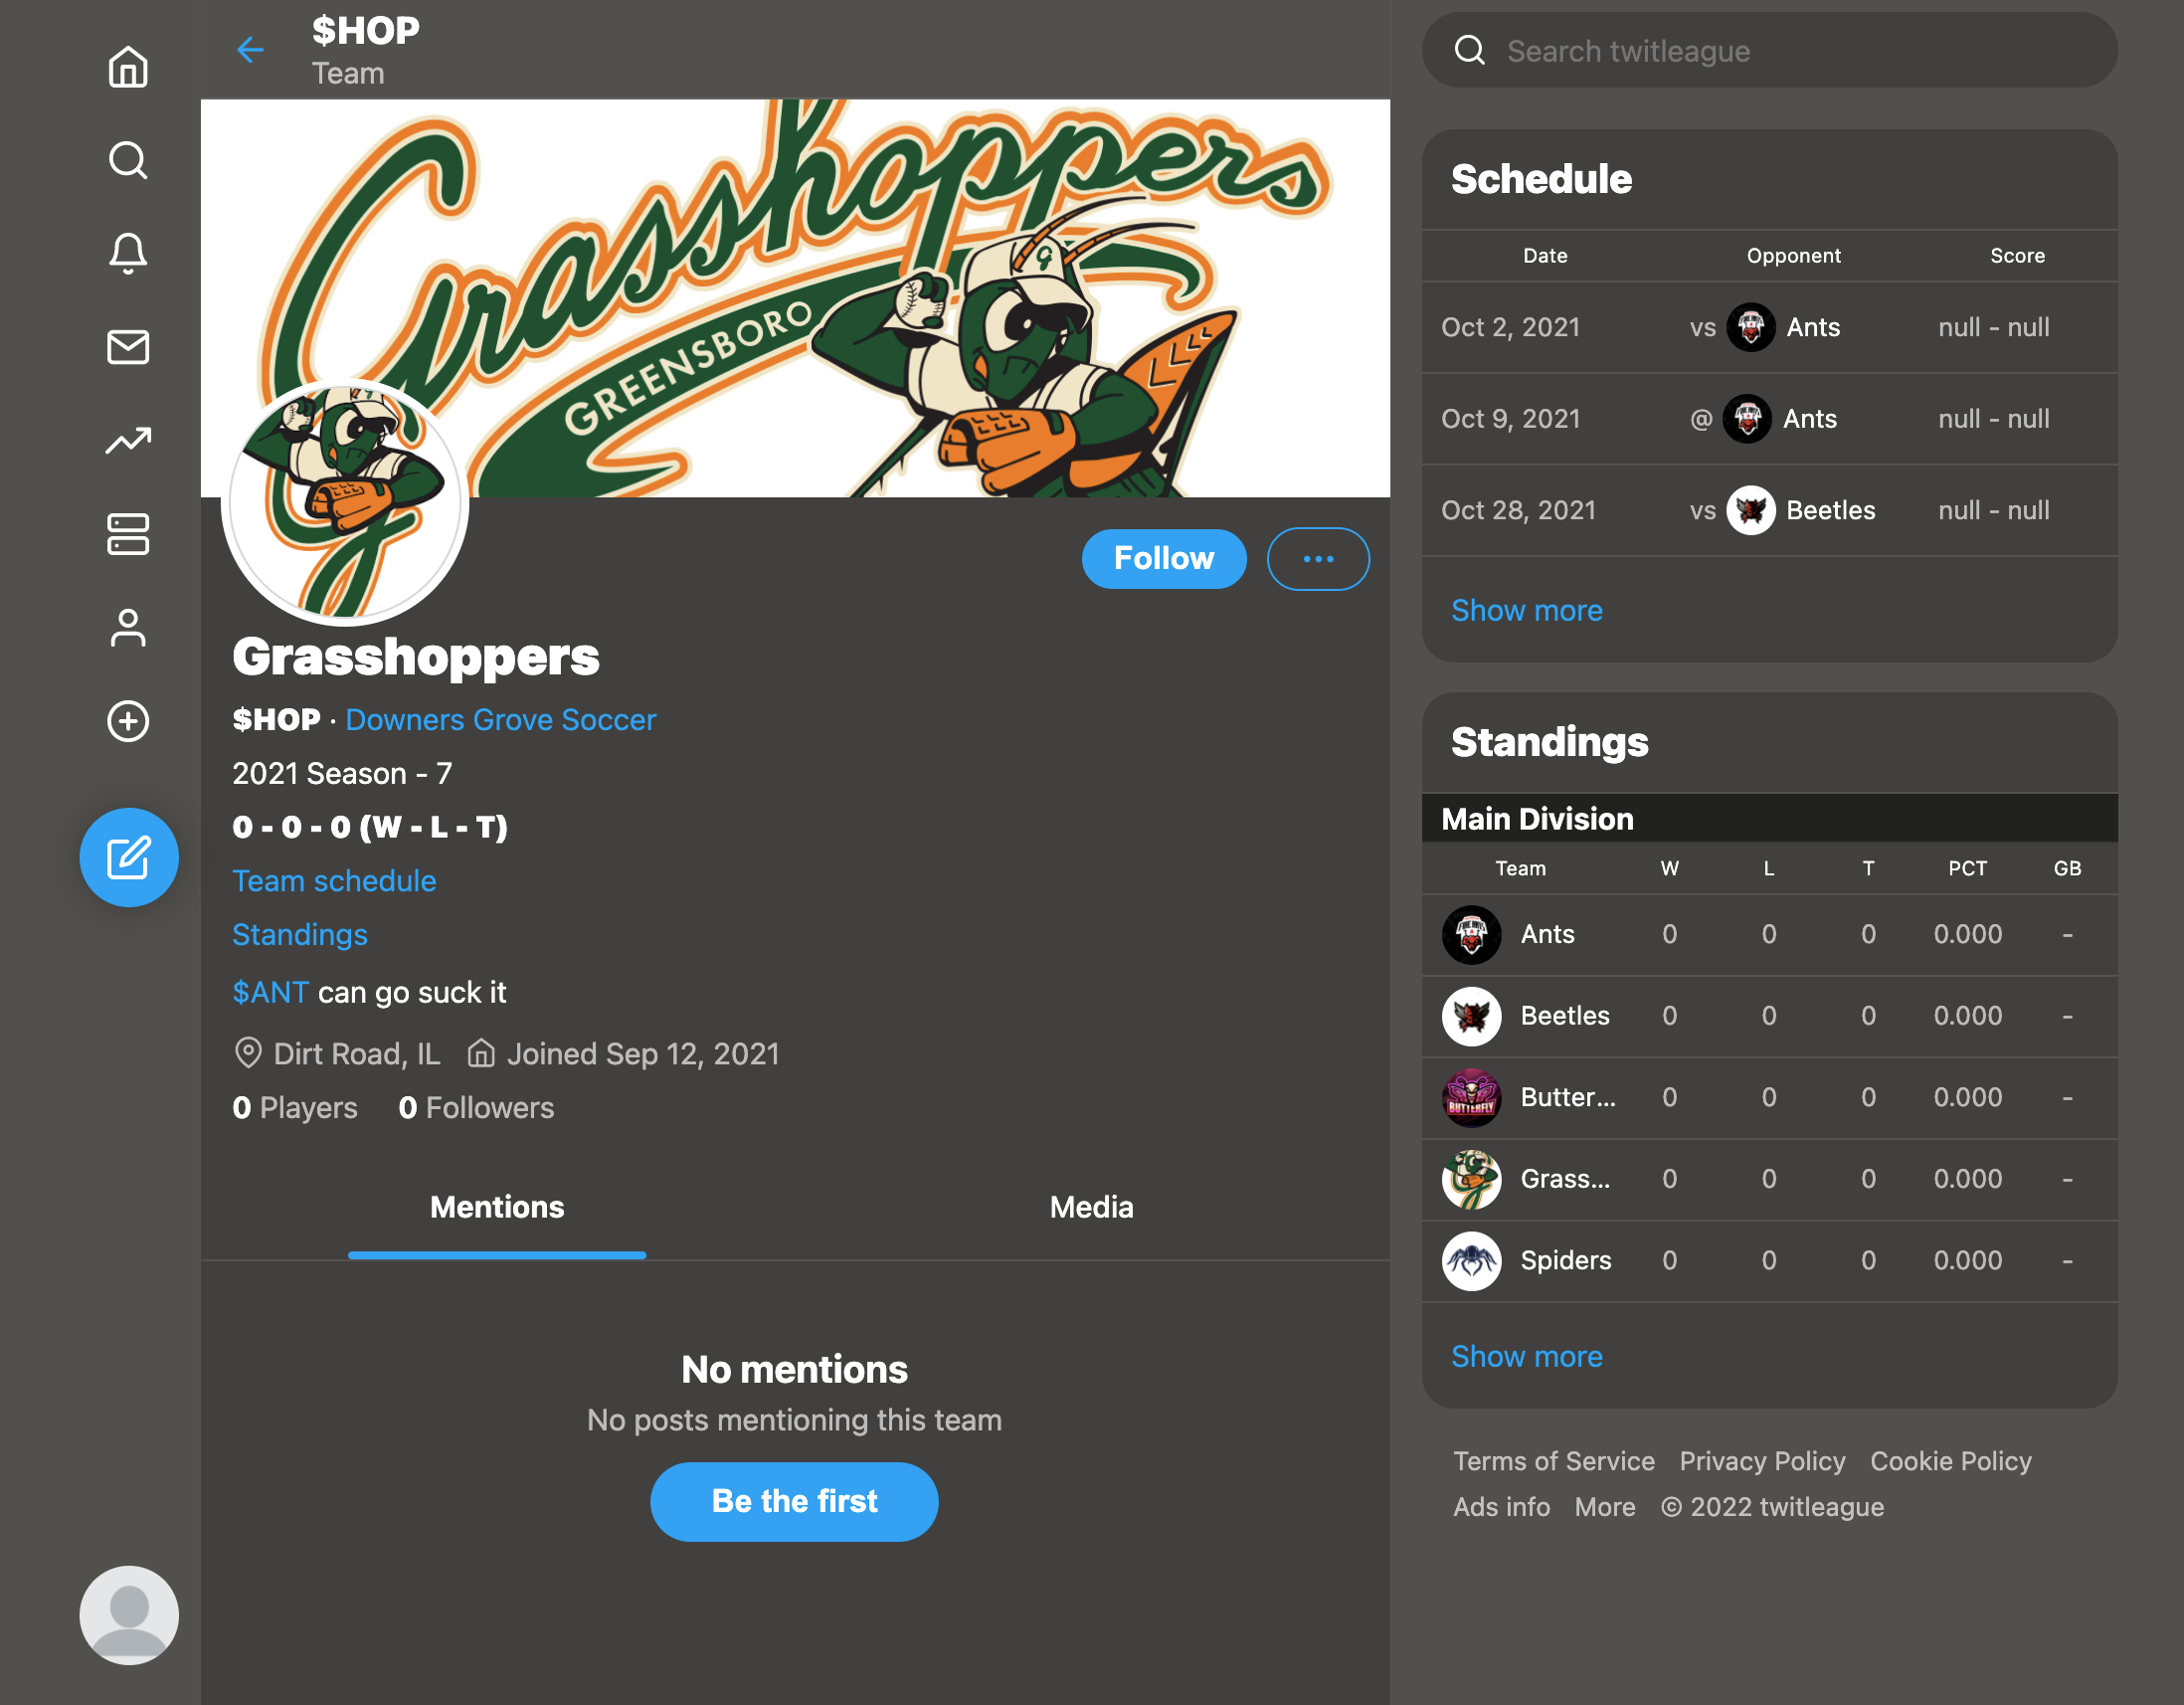 $HOP
Team
Grasshoppers
GREENSBORO
g
Follow
...
Grasshoppers
$HOP · Downers Grove Soccer
2021 Season - 7
0 - 0 - 0 (W - L - T)
Team schedule
Standings
$ANT can go suck it
Dirt Road, IL Joined Sep 12, 2021
0 Players 0 Followers
Mentions Media
No mentions
No posts mentioning this team
Be the first
Search twitleague
Schedule
Date Opponent Score
Oct 2, 2021 vs Ants null - null
Oct 9, 2021 @ Ants null - null
Oct 28, 2021 vs Beetles null - null
Show more
Standings
Main Division
Team W L T PCT GB
Ants 0 0 0 0.000 -
Beetles 0 0 0 0.000 -
BUTTERFLY Butter... 0 0 0 0.000 -
Grass... 0 0 0 0.000 -
Spiders 0 0 0 0.000 -
Show more
Terms of Service Privacy Policy Cookie Policy
Ads info More © 2022 twitleague